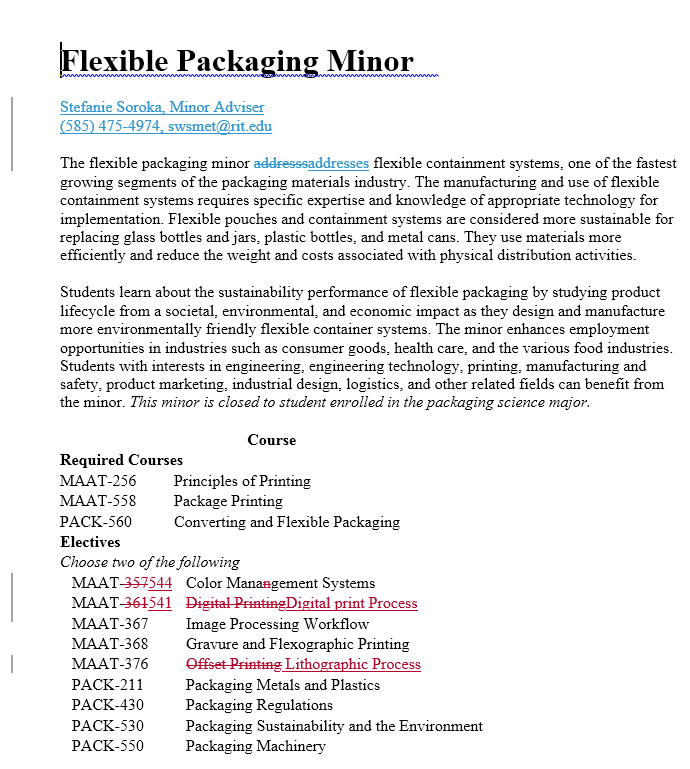 Flexible Packaging Minor
Stefanie Soroka, Minor Adviser
(585) 475-4974, swsmet@rit.edu
The flexible packaging minor addresssaddresses flexible containment systems, one of the fastest
growing segments of the packaging materials industry. The manufacturing and use of flexible
containment systems requires specific expertise and knowledge of appropriate technology for
implementation. Flexible pouches and containment systems are considered more sustainable for
replacing glass bottles and jars, plastic bottles, and metal cans. They use materials more
efficiently and reduce the weight and costs associated with physical distribution activities.
Students learn about the sustainability performance of flexible packaging by studying product
lifecycle from a societal, environmental, and economic impact as they design and manufacture
more environmentally friendly flexible container systems. The minor enhances employment
opportunities in industries such as consumer goods, health care, and the various food industries.
Students with interests in engineering, engineering technology, printing, manufacturing and
safety, product marketing, industrial design, logistics, and other related fields can benefit from
the minor. This minor is closed to student enrolled in the packaging science major.
Course
Required Courses
MAAT-256 Principles of Printing
MAAT-558 Package Printing
PACK-560 Converting and Flexible Packaging
Electives
Choose two of the following
MAAT-357544 Color Manangement Systems
MAAT-361541 Digital PrintingDigital print Process
MAAT-367 Image Processing Workflow
MAAT-368 Gravure and Flexographic Printing
MAAT-376 Offset Printing Lithographic Process
PACK-211 Packaging Metals and Plastics
PACK-430 Packaging Regulations
PACK-530 Packaging Sustainability and the Environment
PACK-550 Packaging Machinery